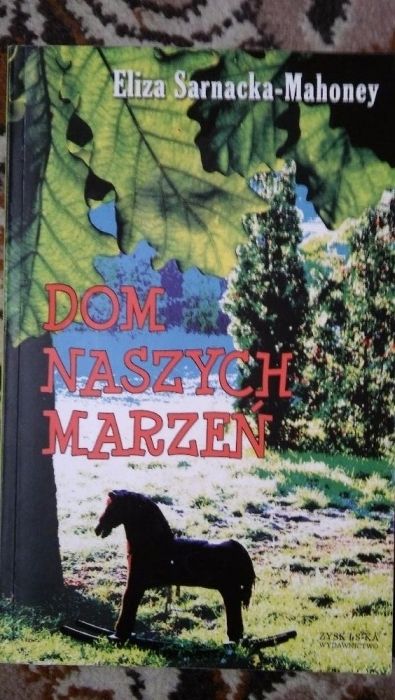 Eliza Sarnacka-Mahoney
DOM
NASZYCH
MARZEŃ
ZYSK I S-KA
WYDAWNICTWO